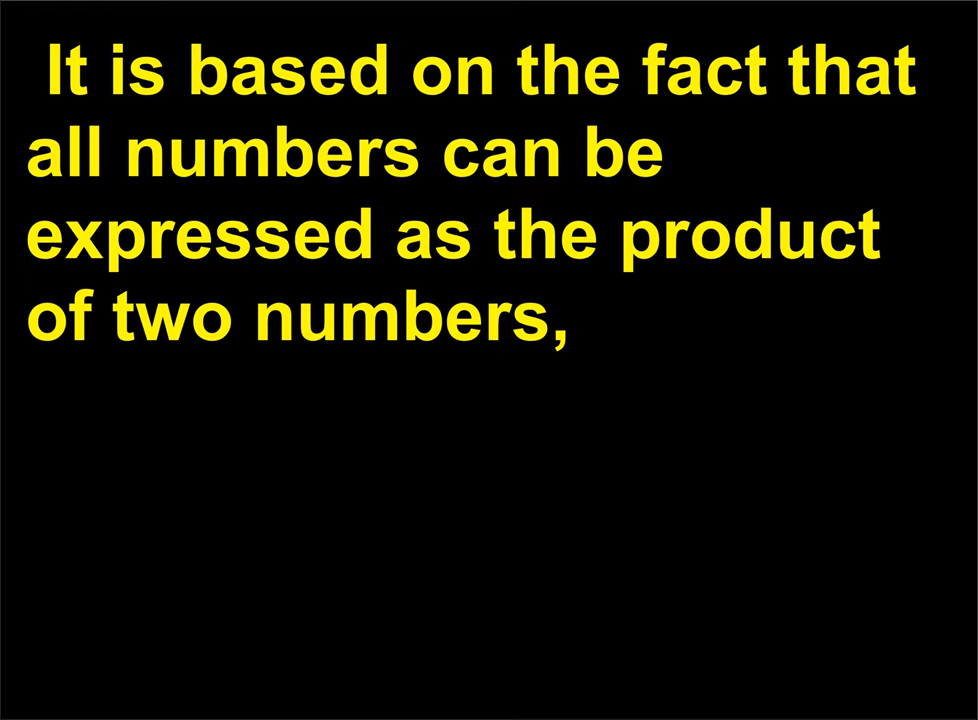 It is based on the fact that
all numbers can be
expressed as the product
of two numbers,